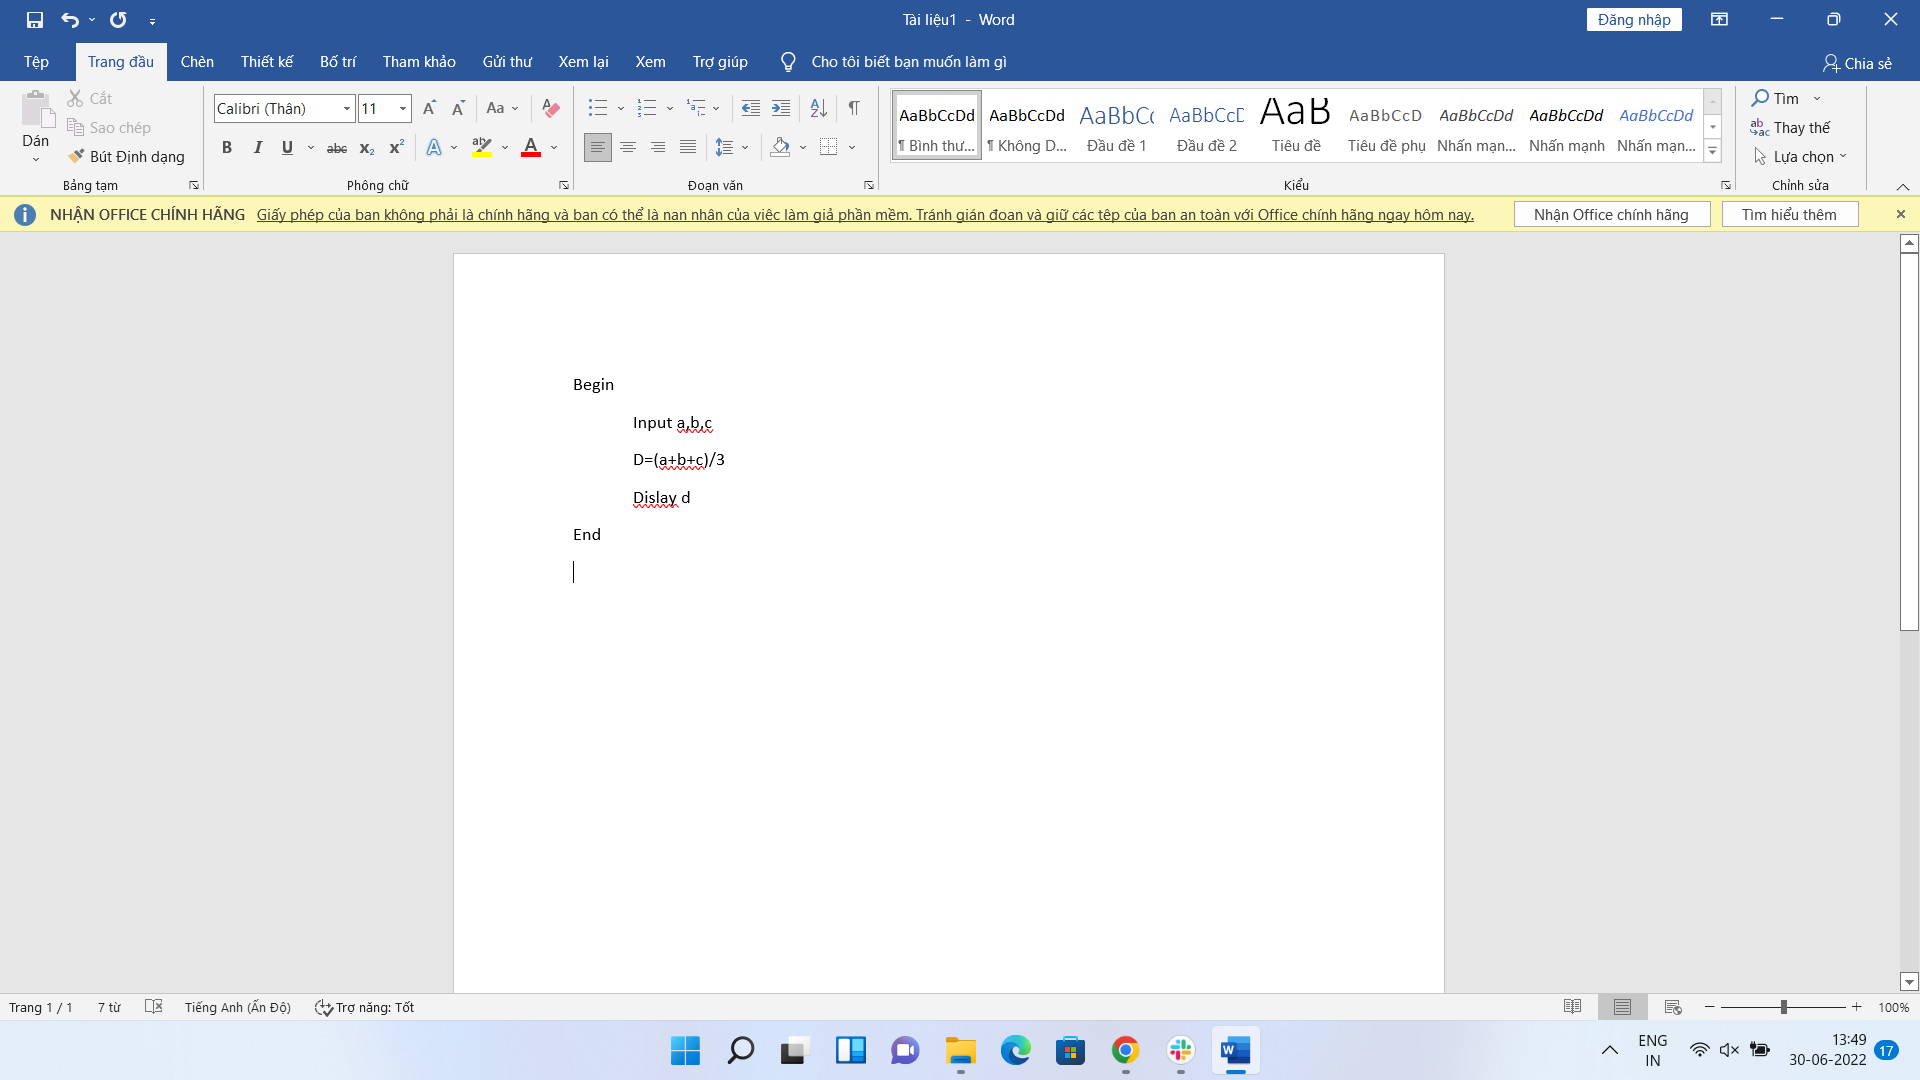 Tài liệu1 - Word
Đăng nhập
Tệp Trang đầu Chèn Thiết kế Bố trí Tham khảo Gửi thư Xem lại Xem Trợ giúp Cho tôi biết bạn muốn làm gì Chia sẻ
Dán
Cắt
Sao chép
Bút Định dạng
Bảng tạm
Calibri (Thân) 11
Phông chữ
Đoạn văn
AaBbCcDd AaBbCcDd AaBbCc AaBbCcD AaB AaBbCcD AaBbCcDd AaBbCcDd AaBbCcDd
¶ Bình thư... ¶ Không D... Đầu đề 1 Đầu đề 2 Tiêu đề Tiêu đề phụ Nhấn mạn... Nhấn mạnh Nhấn mạn...
Kiểu
Tìm
Thay thế
Lựa chọn
Chỉnh sửa
NHẬN OFFICE CHÍNH HÃNG Giấy phép của bạn không phải là chính hãng và bạn có thể là nạn nhân của việc làm giả phần mềm. Tránh gián đoạn và giữ các tệp của bạn an toàn với Office chính hãng ngay hôm nay. Nhận Office chính hãng Tìm hiểu thêm
Begin
Input a,b,c
D=(a+b+c)/3
Dislay d
End
Trang 1 / 1 7 từ Tiếng Anh (Ấn Độ) Trợ năng: Tốt 100%
ENG
IN
13:49
30-06-2022
17